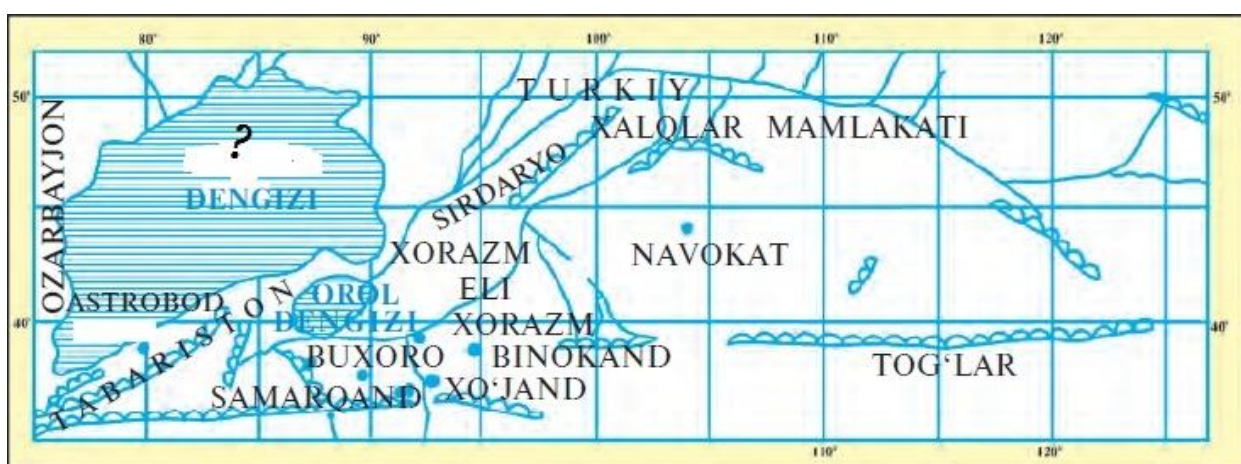 80° 90° 100° 110° 120°
TURKIY
50° 50°
XALQLAR MAMLAKATI
?
DENGIZI
SIRDARYO
OZARBAYJON
XORAZM
NAVOKAT
ELI
OROL
ASTROBOD
40° DENGIZI XORAZM 40°
BUXORO BINOKAND
TOG‘LAR
SAMARQAND XO‘JAND
TABARISTON
110° 120°